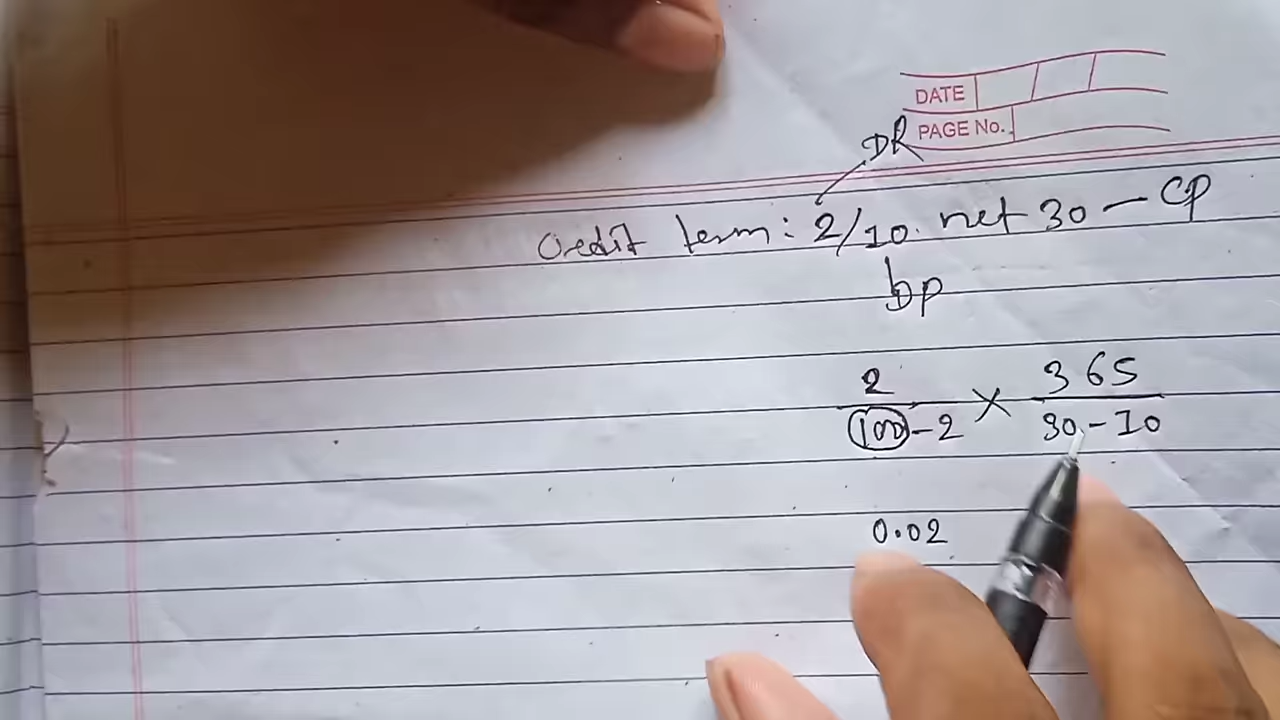 DATE
PAGE No.
DR
Credit term: 2/10. net 30 - CP
DP
2 / (100) - 2 × 365 / 30 - 10
0.02